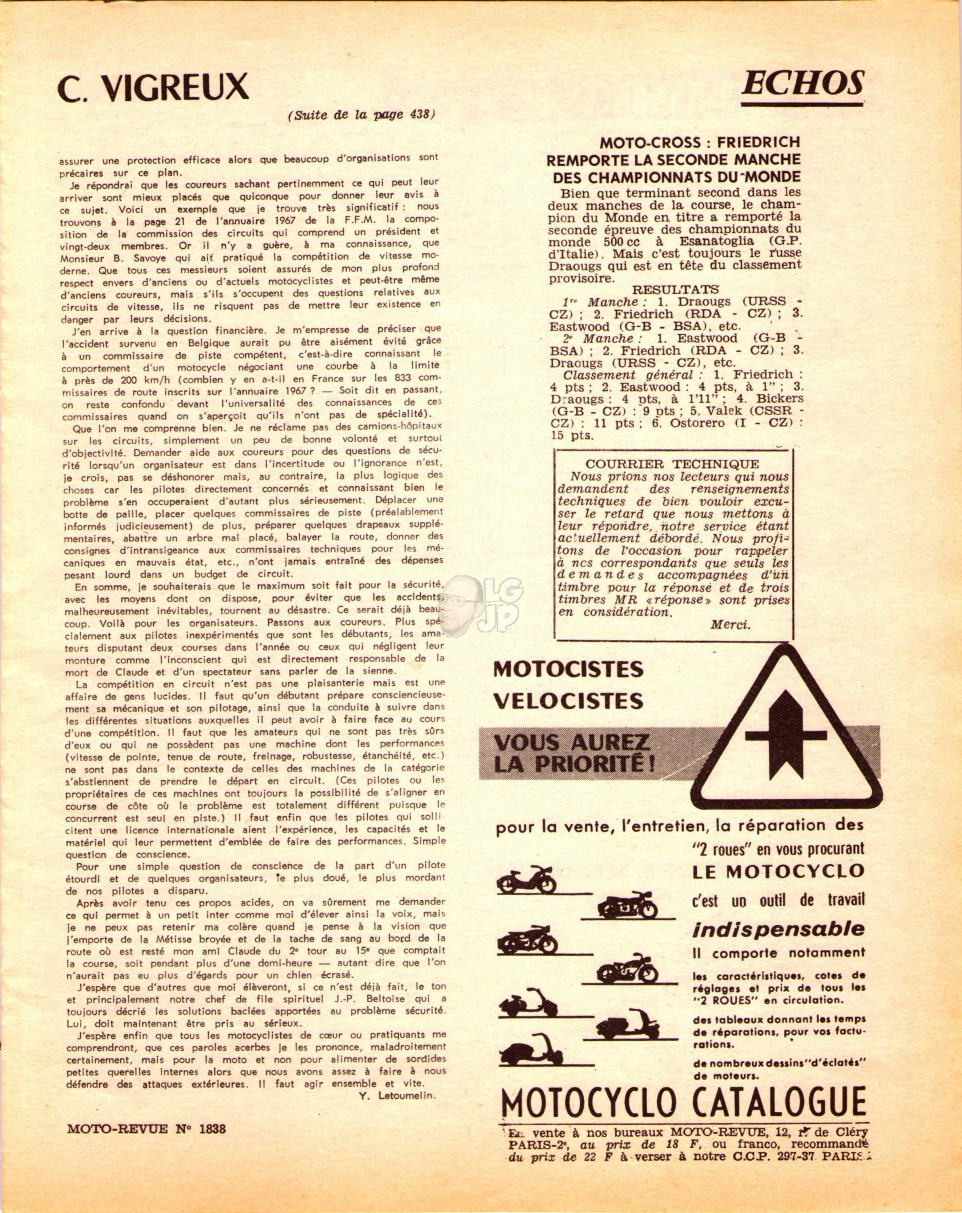 C. VIGREUX
(Suite de la page 438)
assurer une protection efficace alors que beaucoup d'organisations sont
précaires sur ce plan.
Je répondrai que les coureurs sachant pertinemment ce qui peut leur
arriver sont mieux placés que quiconque pour donner leur avis à
ce sujet. Voici un exemple que je trouve très significatif : nous
trouvons à la page 21 de l'annuaire 1967 de la F.F.M. la compo-
sition de la commission des circuits qui comprend un président et
vingt-deux membres. Or il n'y a guère, à ma connaissance, que
Monsieur B. Savoye qui ait pratiqué la compétition de vitesse mo-
derne. Que tous ces messieurs soient assurés de mon plus profond
respect envers d'anciens ou d'actuels motocyclistes et peut-être même
d'anciens coureurs, mais s'ils s'occupent des questions relatives aux
circuits de vitesse, ils ne risquent pas de mettre leur existence en
danger par leurs décisions.
J'en arrive à la question financière. Je m'empresse de préciser que
l'accident survenu en Belgique aurait pu être aisément évité grâce
à un commissaire de piste compétent, c'est-à-dire connaissant le
comportement d'un motocycle négociant une courbe à la limite
à près de 200 km/h (combien y en a-t-il en France sur les 833 com-
missaires de route inscrits sur l'annuaire 1967 ? — Soit dit en passant,
on reste confondu devant l'universalité des connaissances de ces
commissaires quand on s'aperçoit qu'ils n'ont pas de spécialité).
Que l'on me comprenne bien. Je ne réclame pas des camions-hôpitaux
sur les circuits, simplement un peu de bonne volonté et surtout
d'objectivité. Demander aide aux coureurs pour des questions de sécu-
rité lorsqu'un organisateur est dans l'incertitude ou l'ignorance n'est,
je crois, pas se déshonorer mais, au contraire, la plus logique des
choses car les pilotes directement concernés et connaissant bien le
problème s'en occuperaient d'autant plus sérieusement. Déplacer une
botte de paille, placer quelques commissaires de piste (préalablement
informés judicieusement) de plus, préparer quelques drapeaux supplé-
mentaires, abattre un arbre mal placé, balayer la route, donner des
consignes d'intransigeance aux commissaires techniques pour les mé-
caniques en mauvais état, etc., n'ont jamais entraîné des dépenses
pesant lourd dans un budget de circuit.
En somme, je souhaiterais que le maximum soit fait pour la sécurité,
avec les moyens dont on dispose, pour éviter que les accidents,
malheureusement inévitables, tournent au désastre. Ce serait déjà beau-
coup. Voilà pour les organisateurs. Passons aux coureurs. Plus spé-
cialement aux pilotes inexpérimentés que sont les débutants, les ama-
teurs disputant deux courses dans l'année ou ceux qui négligent leur
monture comme l'inconscient qui est directement responsable de la
mort de Claude et d'un spectateur sans parler de la sienne.
La compétition en circuit n'est pas une plaisanterie mais est une
affaire de gens lucides. Il faut qu'un débutant prépare consciencieuse-
ment sa mécanique et son pilotage, ainsi que la conduite à suivre dans
les différentes situations auxquelles il peut avoir à faire face au cours
d'une compétition. Il faut que les amateurs qui ne sont pas très sûrs
d'eux ou qui ne possèdent pas une machine dont les performances
(vitesse de pointe, tenue de route, freinage, robustesse, étanchéité, etc.)
ne sont pas dans le contexte de celles des machines de la catégorie
s'abstiennent de prendre le départ en circuit. (Ces pilotes ou les
propriétaires de ces machines ont toujours la possibilité de s'aligner en
course de côte où le problème est totalement différent puisque le
concurrent est seul en piste.) Il faut enfin que les pilotes qui solli-
citent une licence internationale aient l'expérience, les capacités et le
matériel qui leur permettent d'emblée de faire des performances. Simple
question de conscience.
Pour une simple question de conscience de la part d'un pilote
étourdi et de quelques organisateurs, le plus doué, le plus mordant
de nos pilotes a disparu.
Après avoir tenu ces propos acides, on va sûrement me demander
ce qui permet à un petit inter comme moi d'élever ainsi la voix, mais
je ne peux pas retenir ma colère quand je pense à la vision que
j'emporte de la Métisse broyée et de la tache de sang au bord de la
route où est resté mon ami Claude du 2e tour au 15e que comptait
la course, soit pendant plus d'une demi-heure — autant dire que l'on
n'aurait pas eu plus d'égards pour un chien écrasé.
J'espère que d'autres que moi élèveront, si ce n'est déjà fait, le ton
et principalement notre chef de file spirituel J.-P. Beltoise qui a
toujours décrié les solutions baclées apportées au problème sécurité.
Lui, doit maintenant être pris au sérieux.
J'espère enfin que tous les motocyclistes de cœur ou pratiquants me
comprendront, que ces paroles acerbes je les prononce, maladroitement
certainement, mais pour la moto et non pour alimenter de sordides
petites querelles internes alors que nous avons assez à faire à nous
défendre des attaques extérieures. Il faut agir ensemble et vite.
Y. Letoumelin.
MOTO-REVUE N° 1838
ECHOS
MOTO-CROSS : FRIEDRICH
REMPORTE LA SECONDE MANCHE
DES CHAMPIONNATS DU MONDE
Bien que terminant second dans les
deux manches de la course, le cham-
pion du Monde en titre a remporté la
seconde épreuve des championnats du
monde 500 cc à Esanatoglia (G.P.
d'Italie). Mais c'est toujours le russe
Draougs qui est en tête du classement
provisoire.
RESULTATS
1re Manche : 1. Draougs (URSS -
CZ) ; 2. Friedrich (RDA - CZ) ; 3.
Eastwood (G-B - BSA), etc.
2e Manche : 1. Eastwood (G-B -
BSA) ; 2. Friedrich (RDA - CZ) ; 3.
Draougs (URSS - CZ), etc.
Classement général : 1. Friedrich :
4 pts ; 2. Eastwood : 4 pts, à 1" ; 3.
Draougs : 4 pts, à 1'11" ; 4. Bickers
(G-B - CZ) : 9 pts ; 5. Valek (CSSR -
CZ) : 11 pts ; 6. Ostorero (I - CZ) :
15 pts.
COURRIER TECHNIQUE
Nous prions nos lecteurs qui nous
demandent des renseignements
techniques de bien vouloir excu-
ser le retard que nous mettons à
leur répondre, notre service étant
actuellement débordé. Nous profi-
tons de l'occasion pour rappeler
à nos correspondants que seuls les
demandes accompagnées d'un
timbre pour la réponse et de trois
timbres MR «réponse» sont prises
en considération.
Merci.
LG
JP
MOTOCISTES
VELOCISTES
VOUS AUREZ
LA PRIORITÉ !
pour la vente, l'entretien, la réparation des
"2 roues" en vous procurant
LE MOTOCYCLO
c'est un outil de travail
indispensable
Il comporte notamment
les caractéristiques, cotes de
réglages et prix de tous les
"2 ROUES" en circulation.
des tableaux donnant les temps
de réparations, pour vos factu-
rations.
de nombreux dessins "d'éclatés"
de moteurs.
MOTOCYCLO CATALOGUE
En vente à nos bureaux MOTO-REVUE, 12, r. de Cléry
PARIS-2e, au prix de 18 F, ou franco, recommandé
du prix de 22 F à verser à notre C.C.P. 297-37 PARIS.